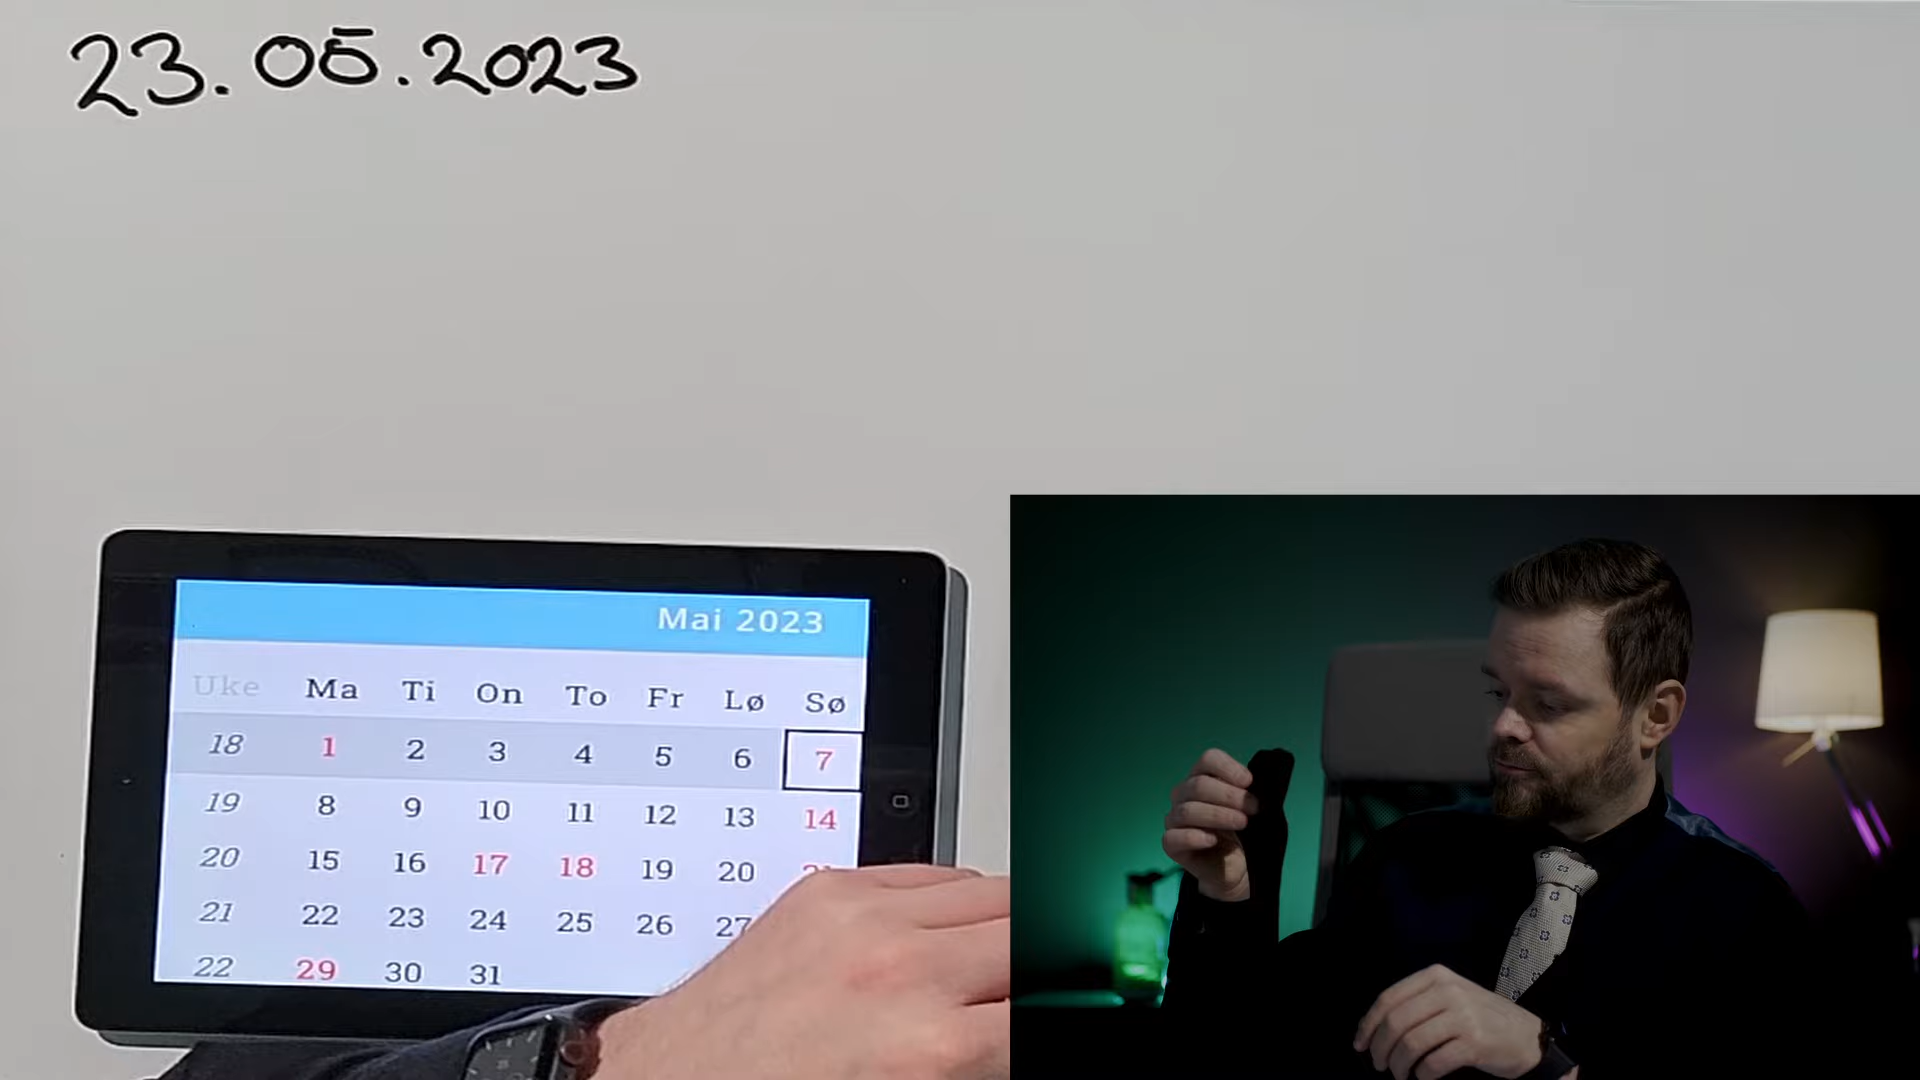 23.05.2023
Mai 2023
Uke Ma Ti On To Fr Lø Sø
18 1 2 3 4 5 6 7
19 8 9 10 11 12 13 14
20 15 16 17 18 19 20
21 22 23 24 25 26 27
22 29 30 31